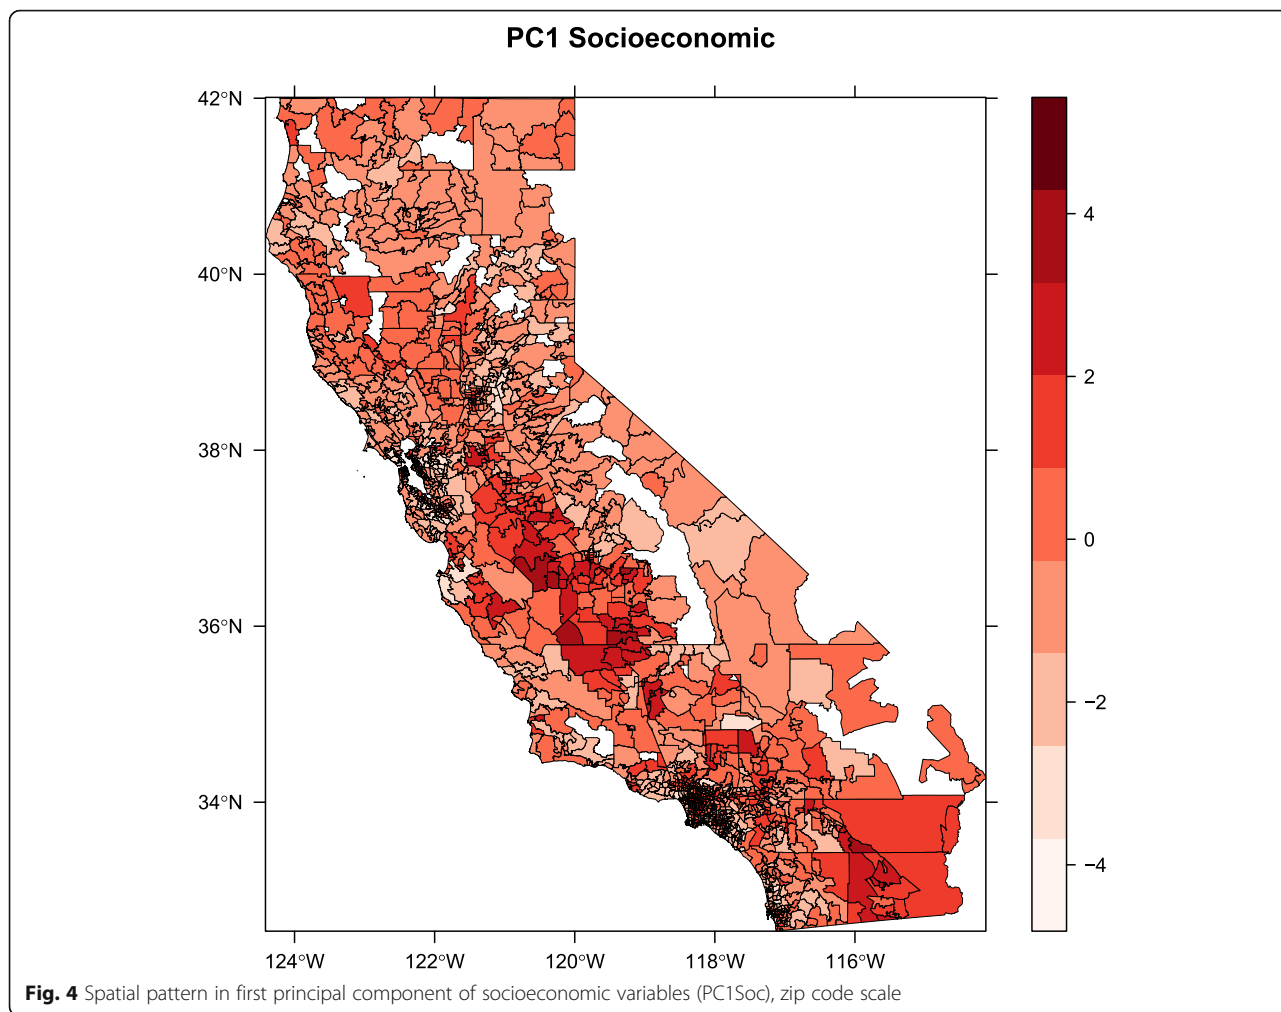 PC1 Socioeconomic
42°N
40°N
38°N
36°N
34°N
124°W 122°W 120°W 118°W 116°W
4
2
0
−2
−4
Fig. 4 Spatial pattern in first principal component of socioeconomic variables (PC1Soc), zip code scale